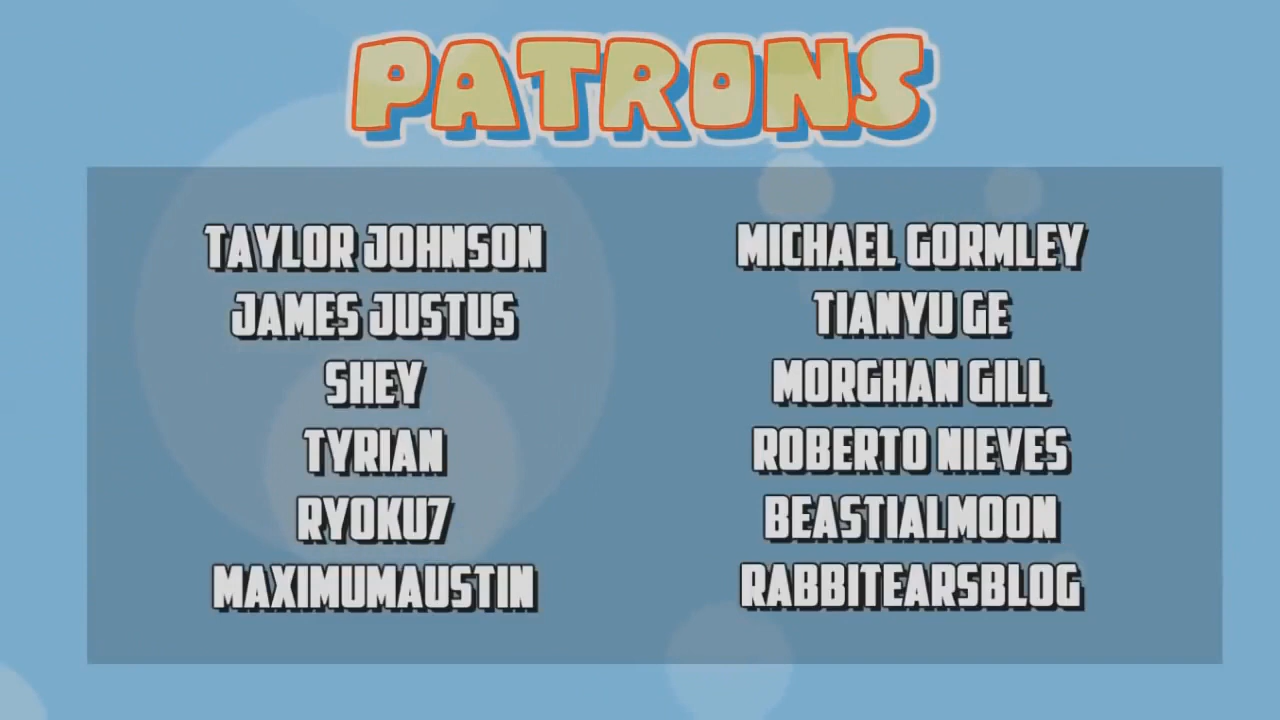 PATRONS
TAYLOR JOHNSON
JAMES JUSTUS
SHEY
TYRIAN
RYOKU7
MAXIMUMAUSTIN
MICHAEL GORMLEY
TIANYU GE
MORGHAN GILL
ROBERTO NIEVES
BEASTIALMOON
RABBITEARSBLOG